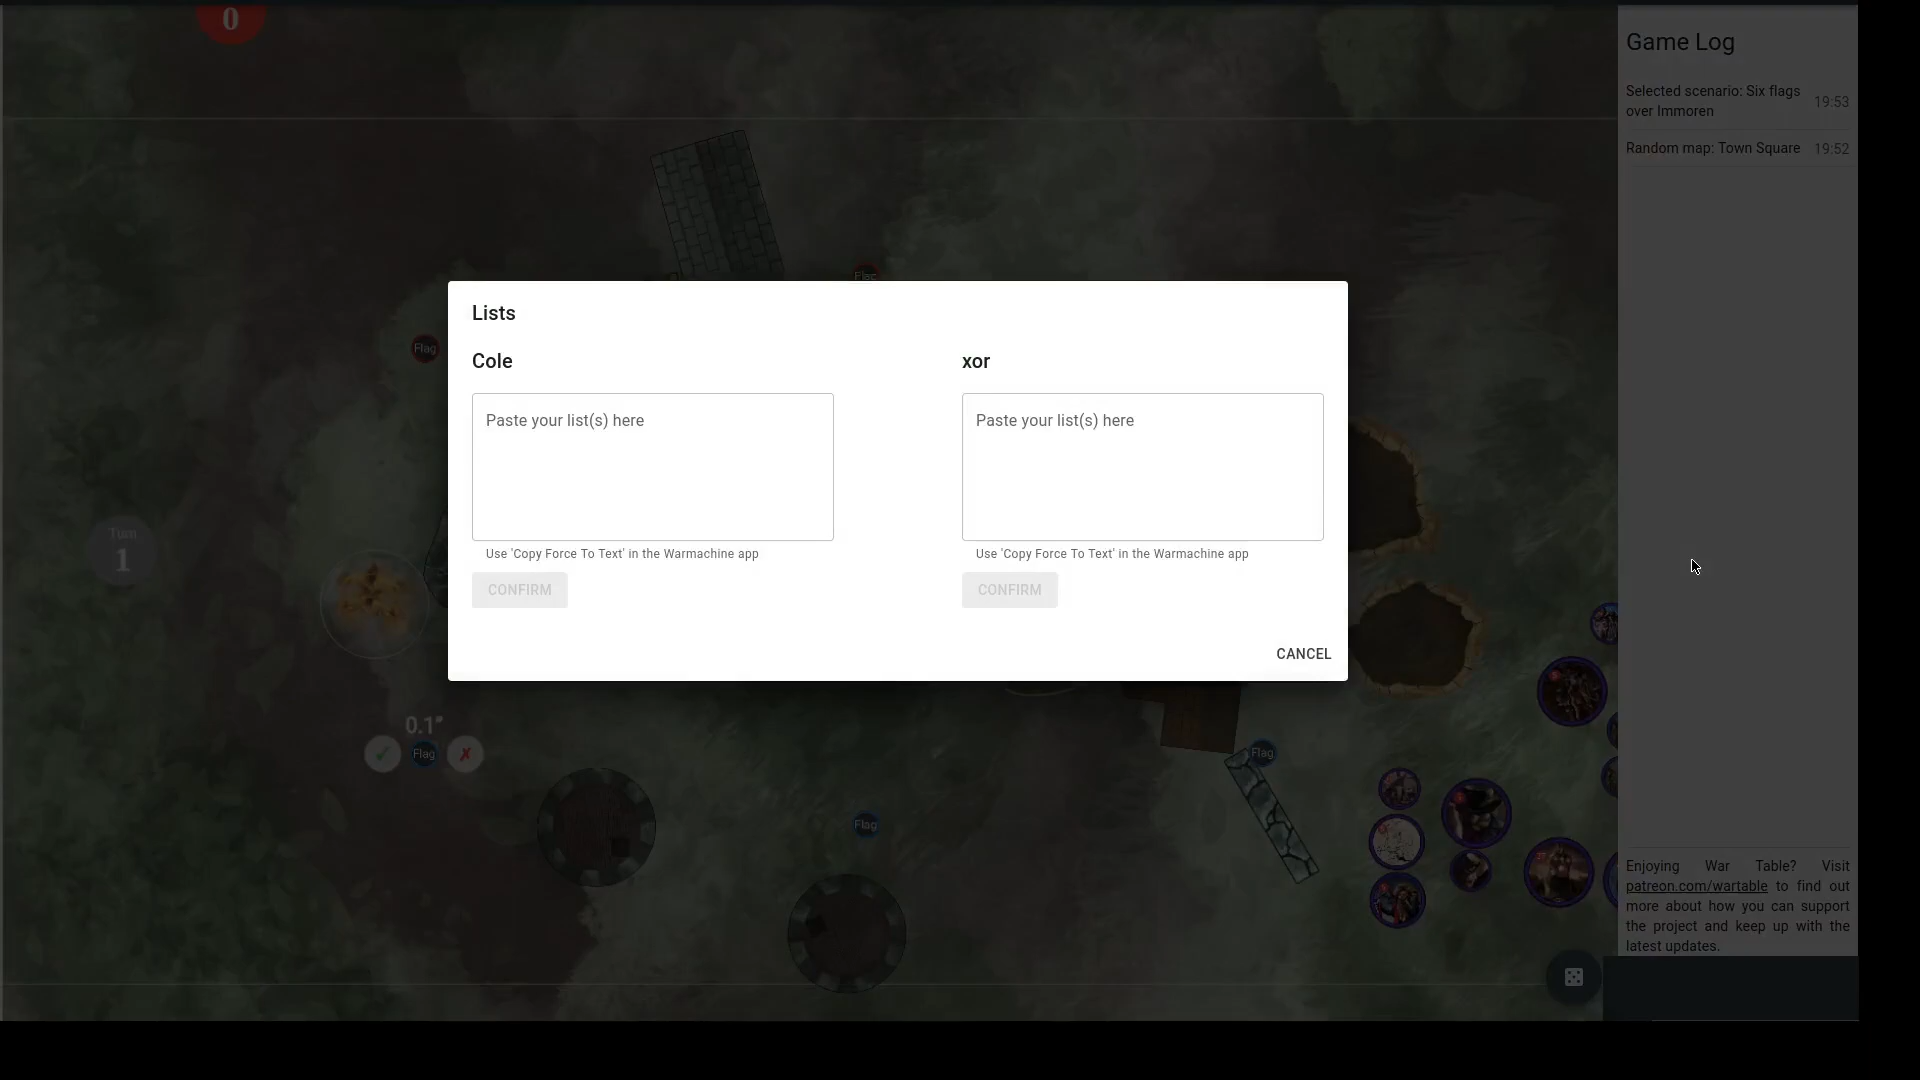 0
Game Log
Selected scenario: Six flags
over Immoren
19:53
Random map: Town Square
19:52
Flag
Flag
Lists
Cole
xor
Paste your list(s) here
Paste your list(s) here
Use 'Copy Force To Text' in the Warmachine app
Use 'Copy Force To Text' in the Warmachine app
CONFIRM
CONFIRM
CANCEL
Turn
1
0.1"
Flag
Flag
Flag
Enjoying War Table? Visit
patreon.com/wartable to find out
more about how you can support
the project and keep up with the
latest updates.